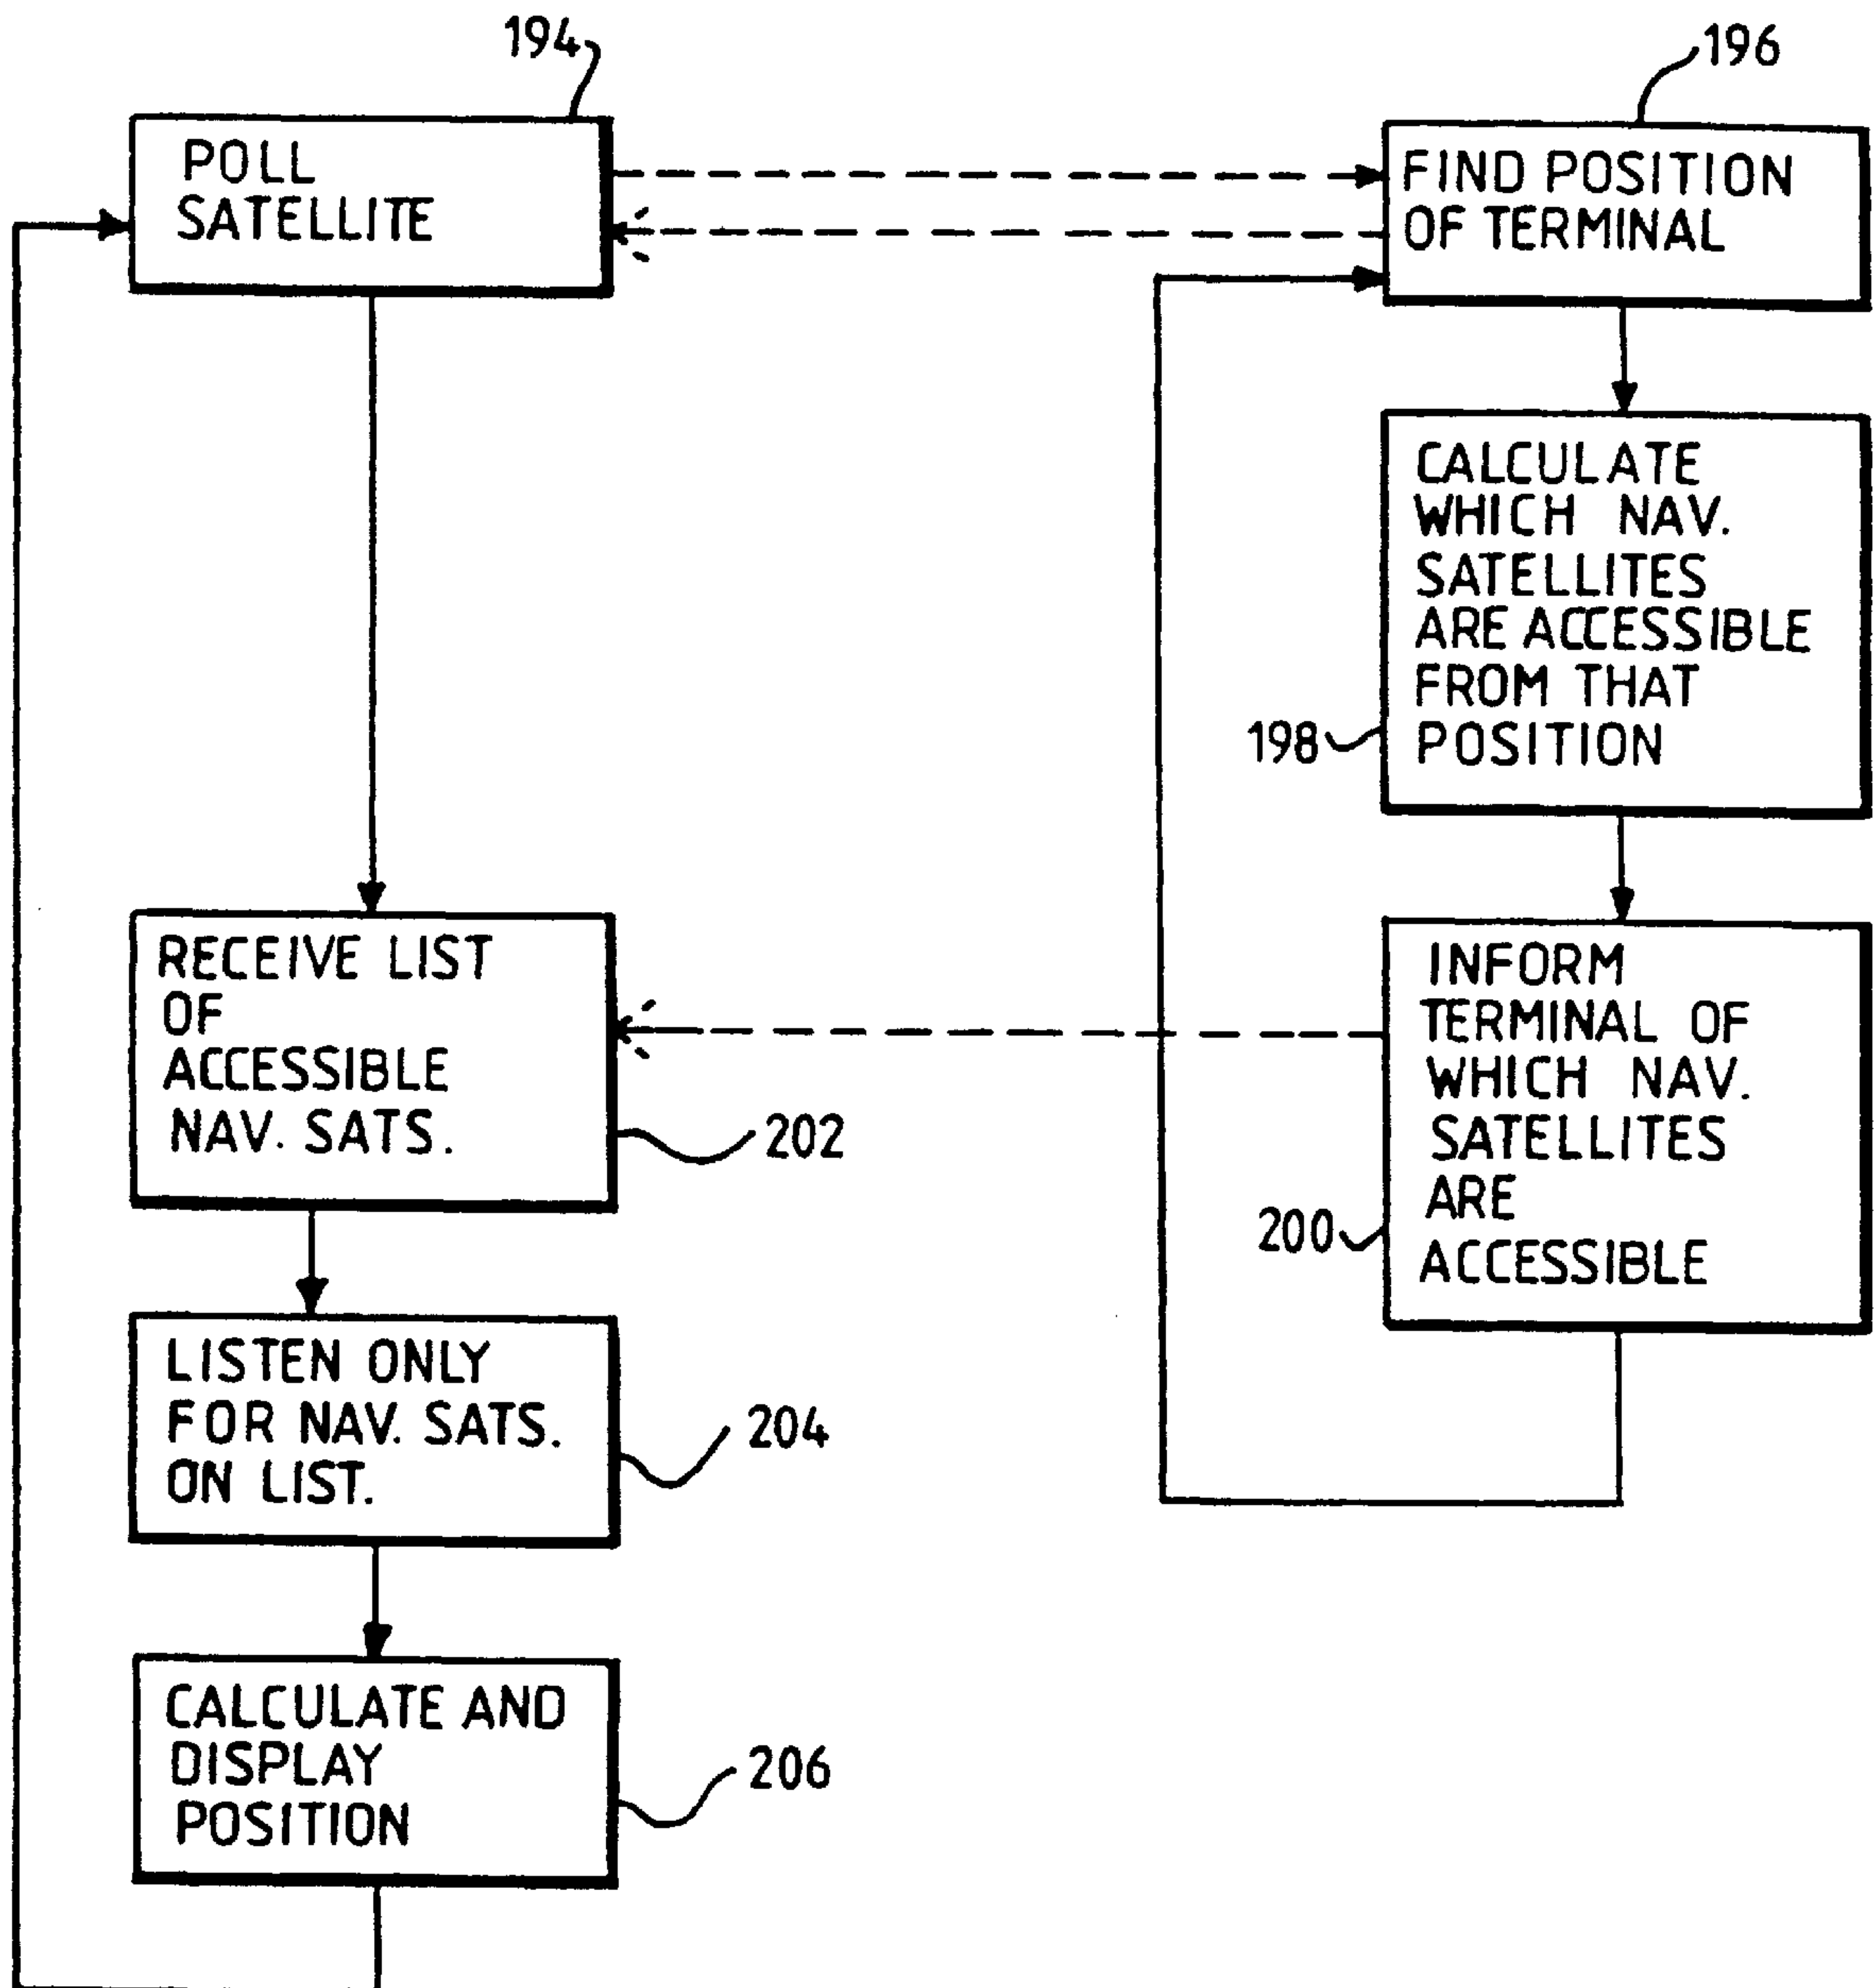 194
POLL
SATELLITE
196
FIND POSITION
OF TERMINAL
CALCULATE
WHICH NAV.
SATELLITES
ARE ACCESSIBLE
FROM THAT
POSITION
198
RECEIVE LIST
OF
ACCESSIBLE
NAV. SATS.
202
INFORM
TERMINAL OF
WHICH NAV.
SATELLITES
ARE
ACCESSIBLE
200
LISTEN ONLY
FOR NAV. SATS.
ON LIST.
204
CALCULATE AND
DISPLAY
POSITION
206